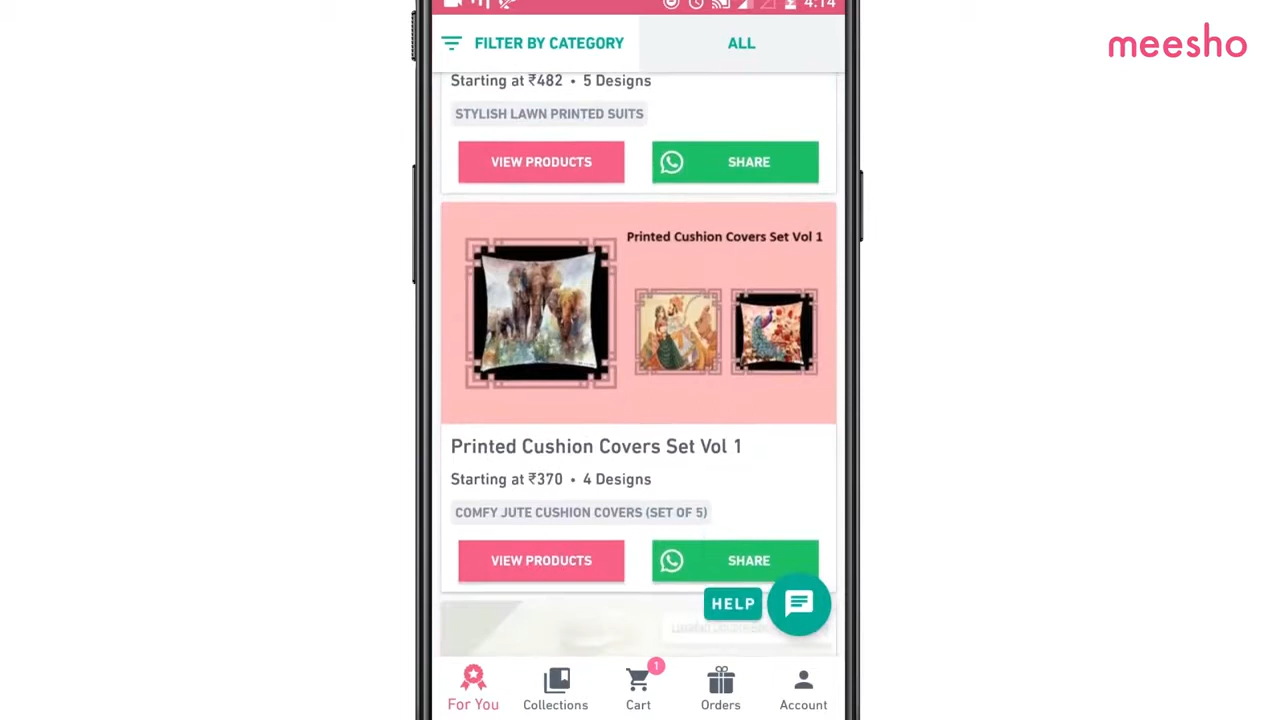 4:14
meesho
FILTER BY CATEGORY
ALL
Starting at ₹482 • 5 Designs
STYLISH LAWN PRINTED SUITS
VIEW PRODUCTS
SHARE
Printed Cushion Covers Set Vol 1
Printed Cushion Covers Set Vol 1
Starting at ₹370 • 4 Designs
COMFY JUTE CUSHION COVERS (SET OF 5)
VIEW PRODUCTS
SHARE
HELP
1
For You
Collections
Cart
Orders
Account